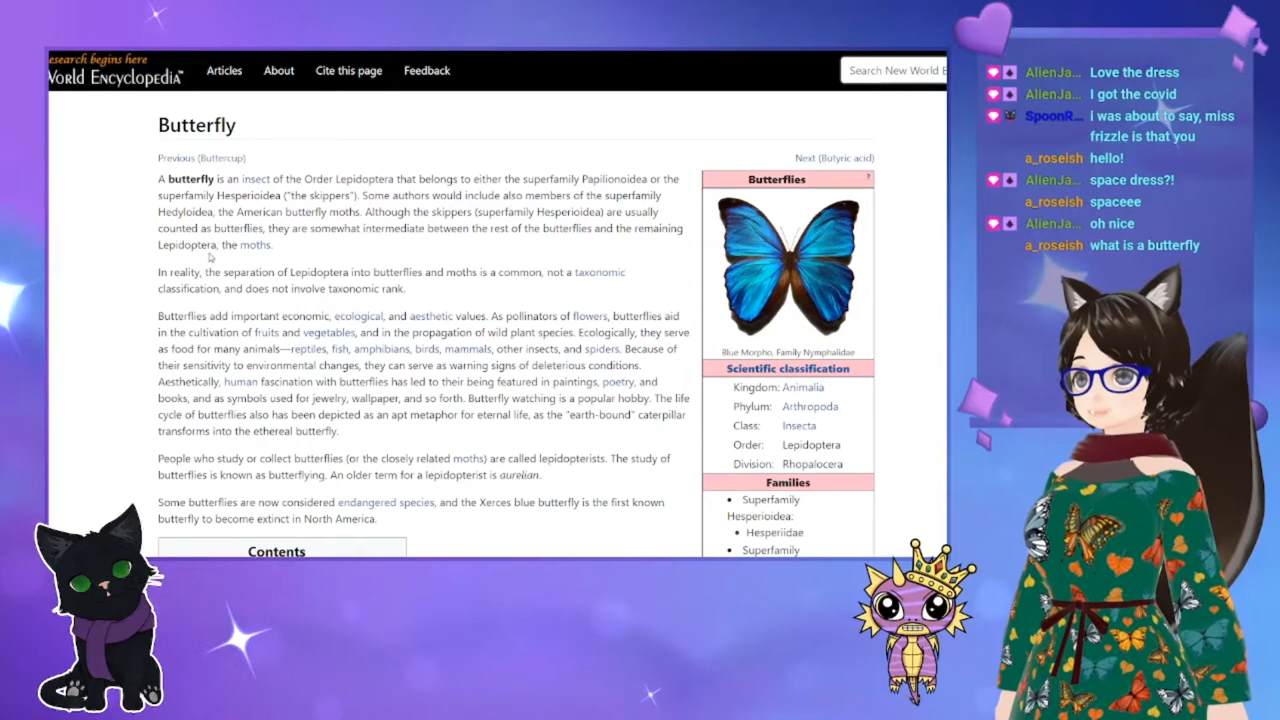 esearch begins here
World Encyclopedia™
Articles About Cite this page Feedback
Search New World E
Butterfly
Previous (Buttercup)
Next (Butyric acid)
A butterfly is an insect of the Order Lepidoptera that belongs to either the superfamily Papilionoidea or the
superfamily Hesperioidea ("the skippers"). Some authors would include also members of the superfamily
Hedyloidea, the American butterfly moths. Although the skippers (superfamily Hesperioidea) are usually
counted as butterflies, they are somewhat intermediate between the rest of the butterflies and the remaining
Lepidoptera, the moths.
In reality, the separation of Lepidoptera into butterflies and moths is a common, not a taxonomic
classification, and does not involve taxonomic rank.
Butterflies add important economic, ecological, and aesthetic values. As pollinators of flowers, butterflies aid
in the cultivation of fruits and vegetables, and in the propagation of wild plant species. Ecologically, they serve
as food for many animals—reptiles, fish, amphibians, birds, mammals, other insects, and spiders. Because of
their sensitivity to environmental changes, they can serve as warning signs of deleterious conditions.
Aesthetically, human fascination with butterflies has led to their being featured in paintings, poetry, and
books, and as symbols used for jewelry, wallpaper, and so forth. Butterfly watching is a popular hobby. The life
cycle of butterflies also has been depicted as an apt metaphor for eternal life, as the "earth-bound" caterpillar
transforms into the ethereal butterfly.
People who study or collect butterflies (or the closely related moths) are called lepidopterists. The study of
butterflies is known as butterflying. An older term for a lepidopterist is aurelian.
Some butterflies are now considered endangered species, and the Xerces blue butterfly is the first known
butterfly to become extinct in North America.
Contents
Butterflies ?
Blue Morpho, Family Nymphalidae
Scientific classification
Kingdom: Animalia
Phylum: Arthropoda
Class: Insecta
Order: Lepidoptera
Division: Rhopalocera
Families
• Superfamily
Hesperioidea:
• Hesperiidae
• Superfamily
AlienJa... Love the dress
AlienJa... I got the covid
SpoonR... I was about to say, miss
frizzle is that you
a_roseish hello!
AlienJa... space dress?!
a_roseish spaceee
AlienJa... oh nice
a_roseish what is a butterfly